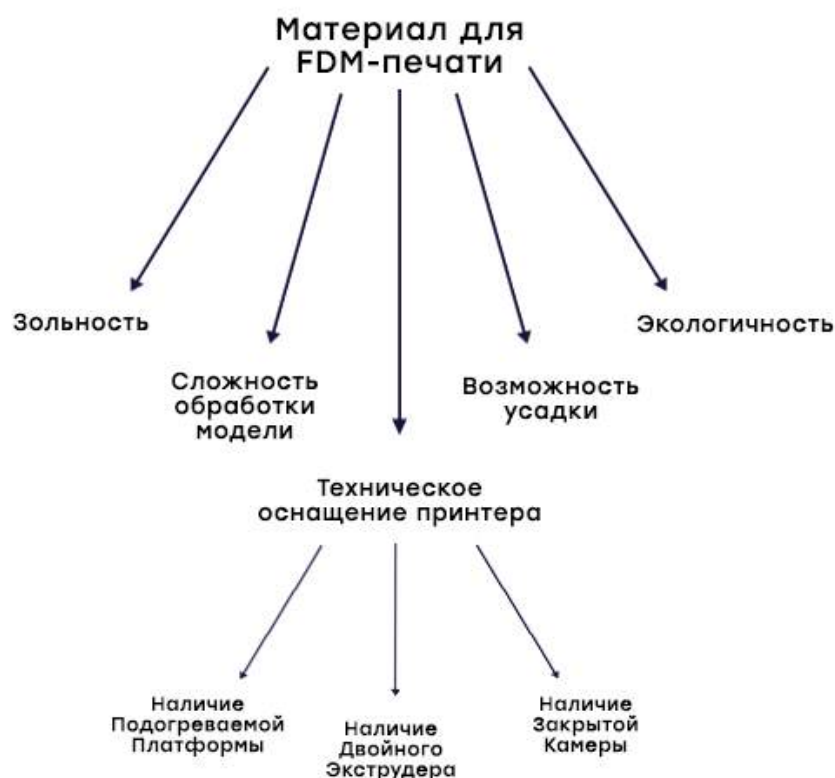 Материал для
FDM-печати
Зольность
Экологичность
Сложность
обработки
модели
Возможность
усадки
Техническое
оснащение принтера
Наличие
Подогреваемой
Платформы
Наличие
Двойного
Экструдера
Наличие
Закрытой
Камеры